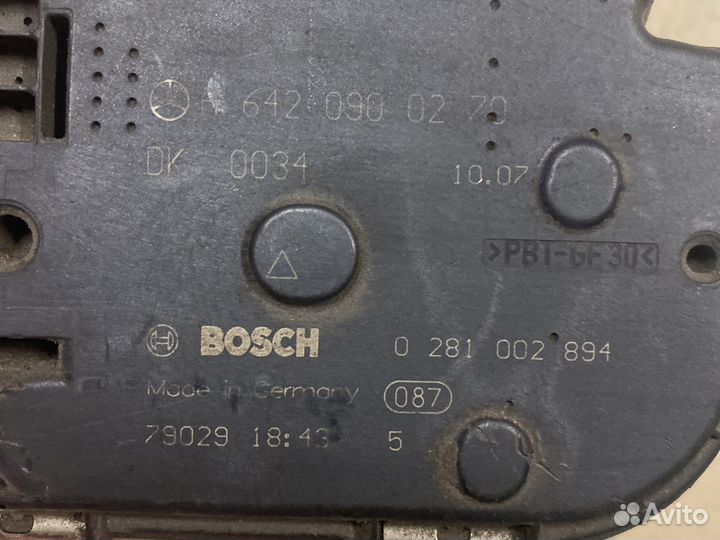 A 642 090 02 70
DK 0034
10.07
>PBT-GF30<
BOSCH 0 281 002 894
Made in Germany 087
79029 18:43 5
Avito